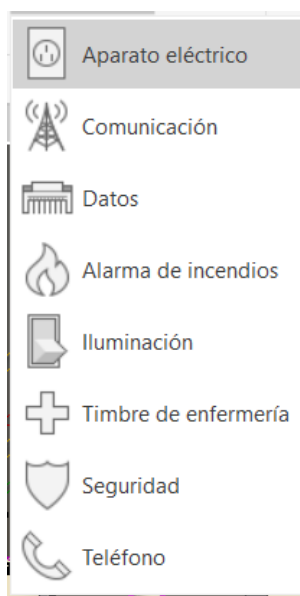 Aparato eléctrico
Comunicación
Datos
Alarma de incendios
Iluminación
Timbre de enfermería
Seguridad
Teléfono